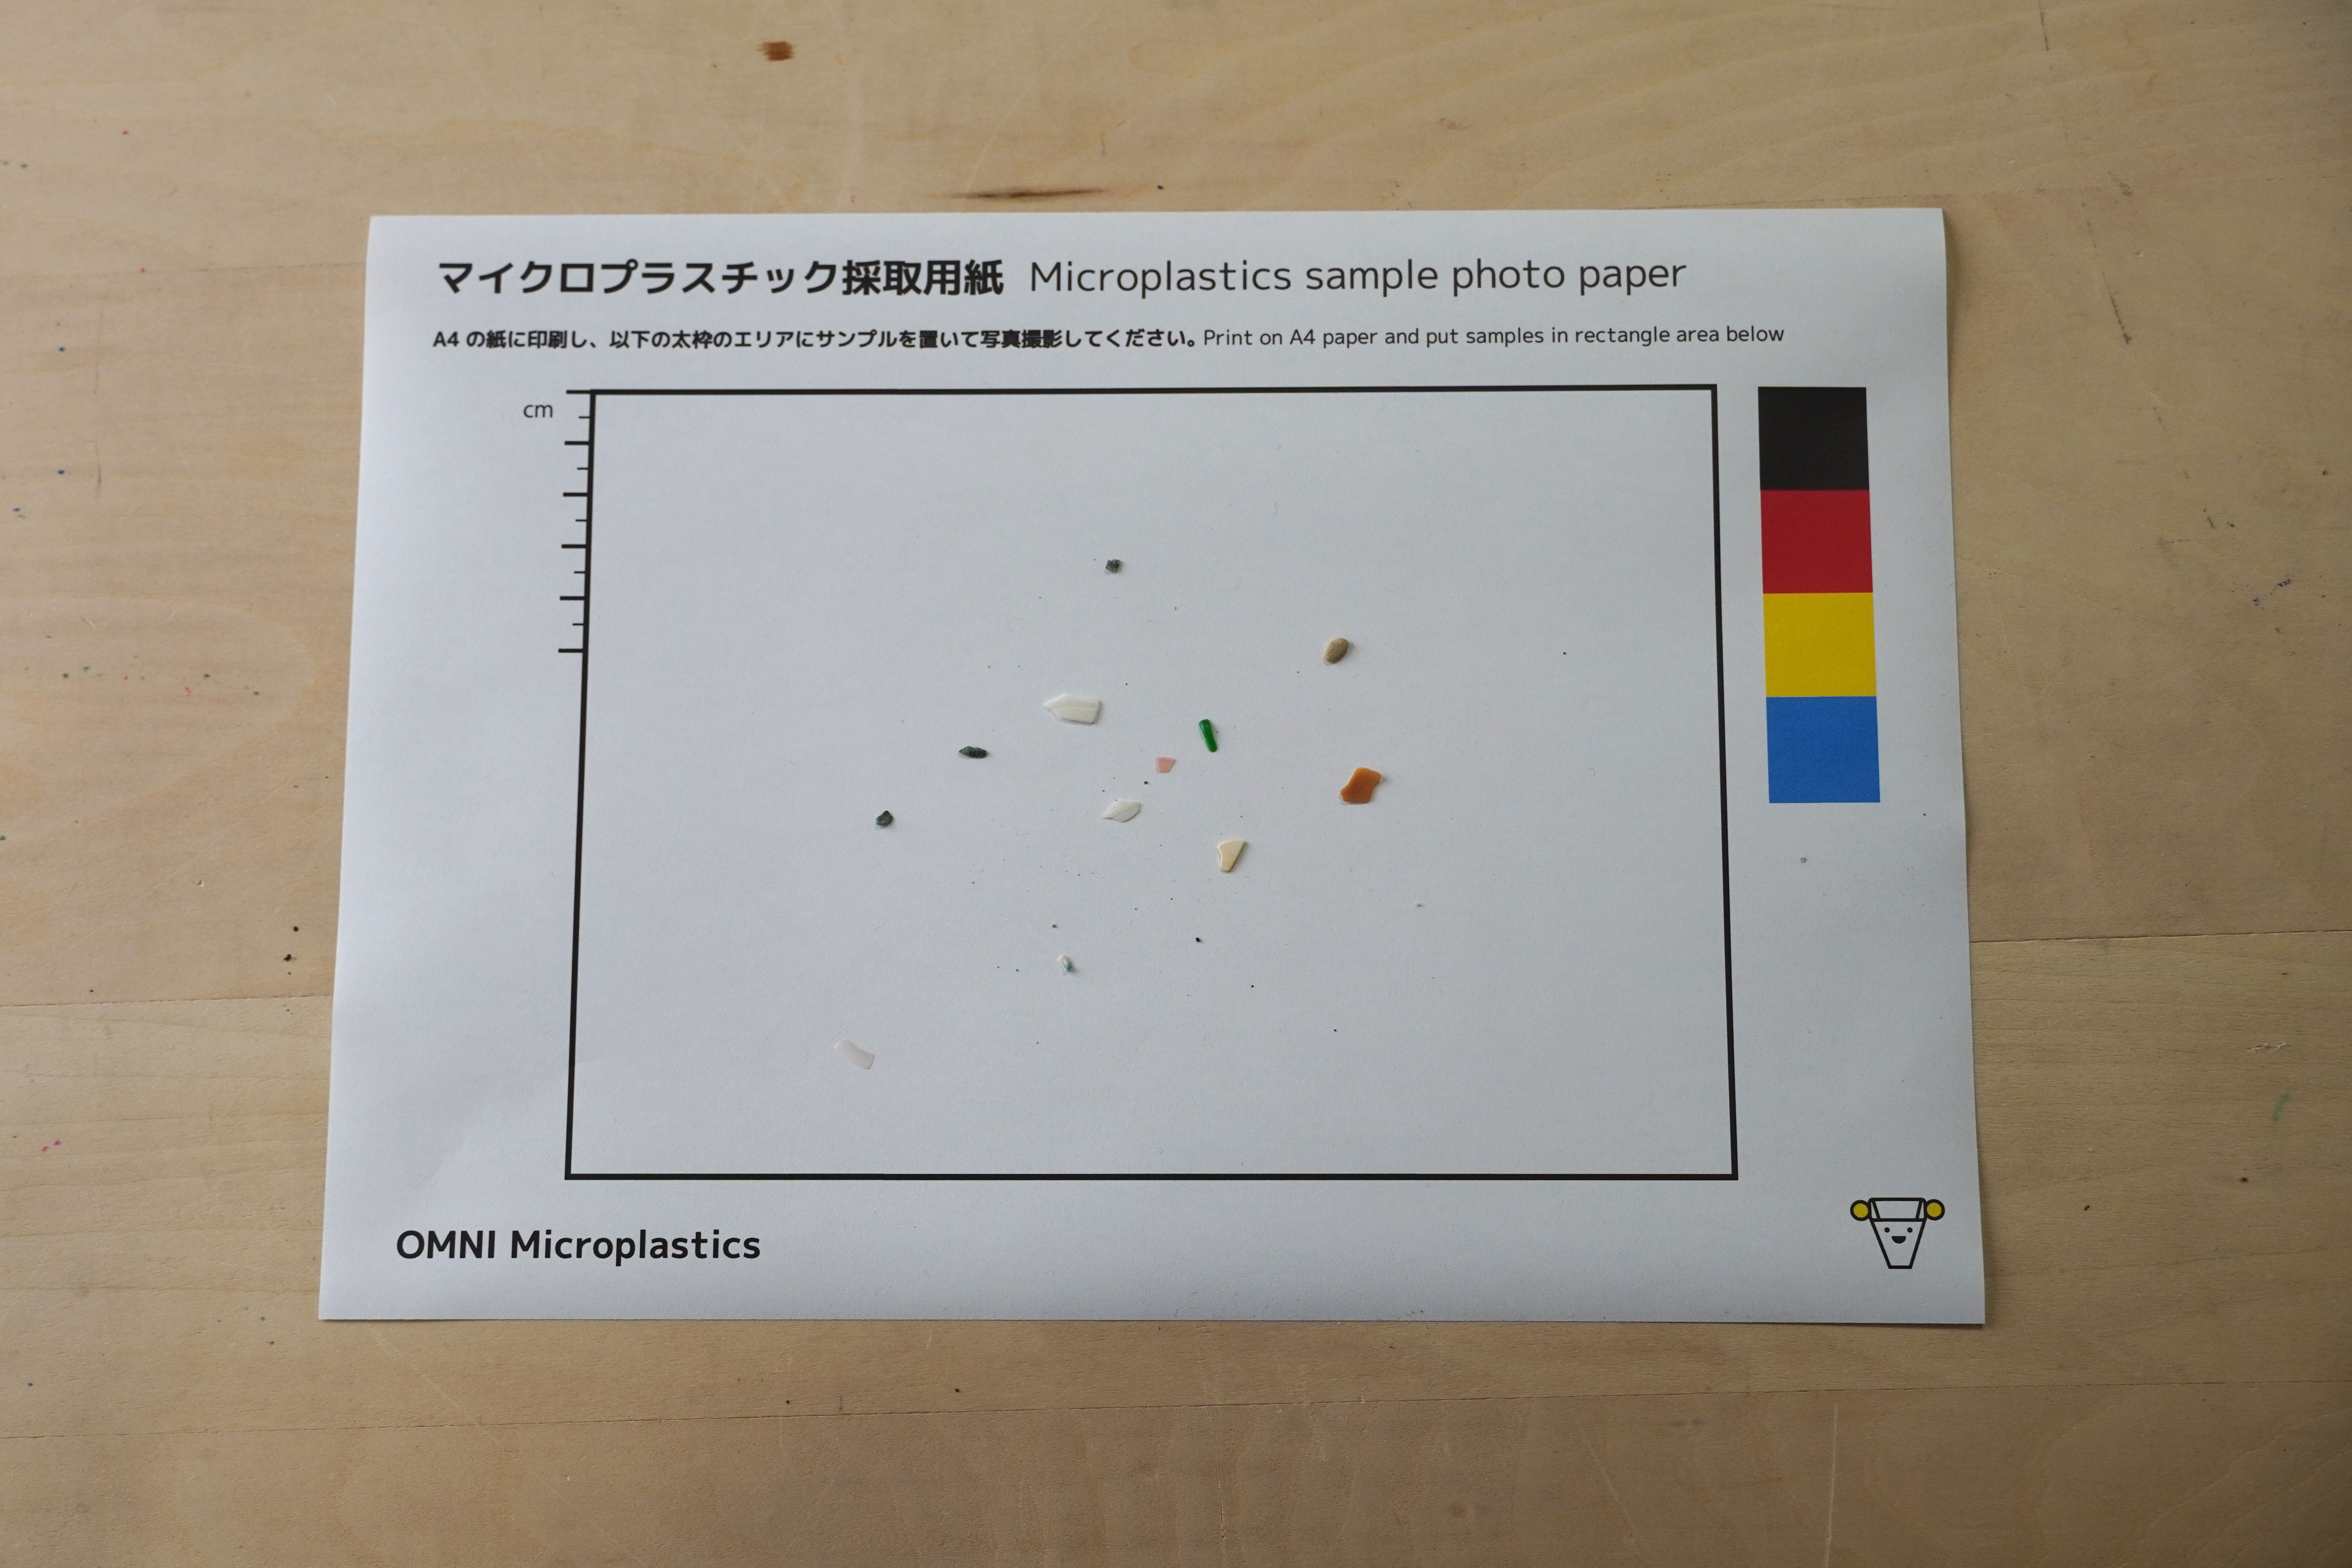 マイクロプラスチック採取用紙 Microplastics sample photo paper
A4 の紙に印刷し、以下の太枠のエリアにサンプルを置いて写真撮影してください。Print on A4 paper and put samples in rectangle area below
cm
OMNI Microplastics